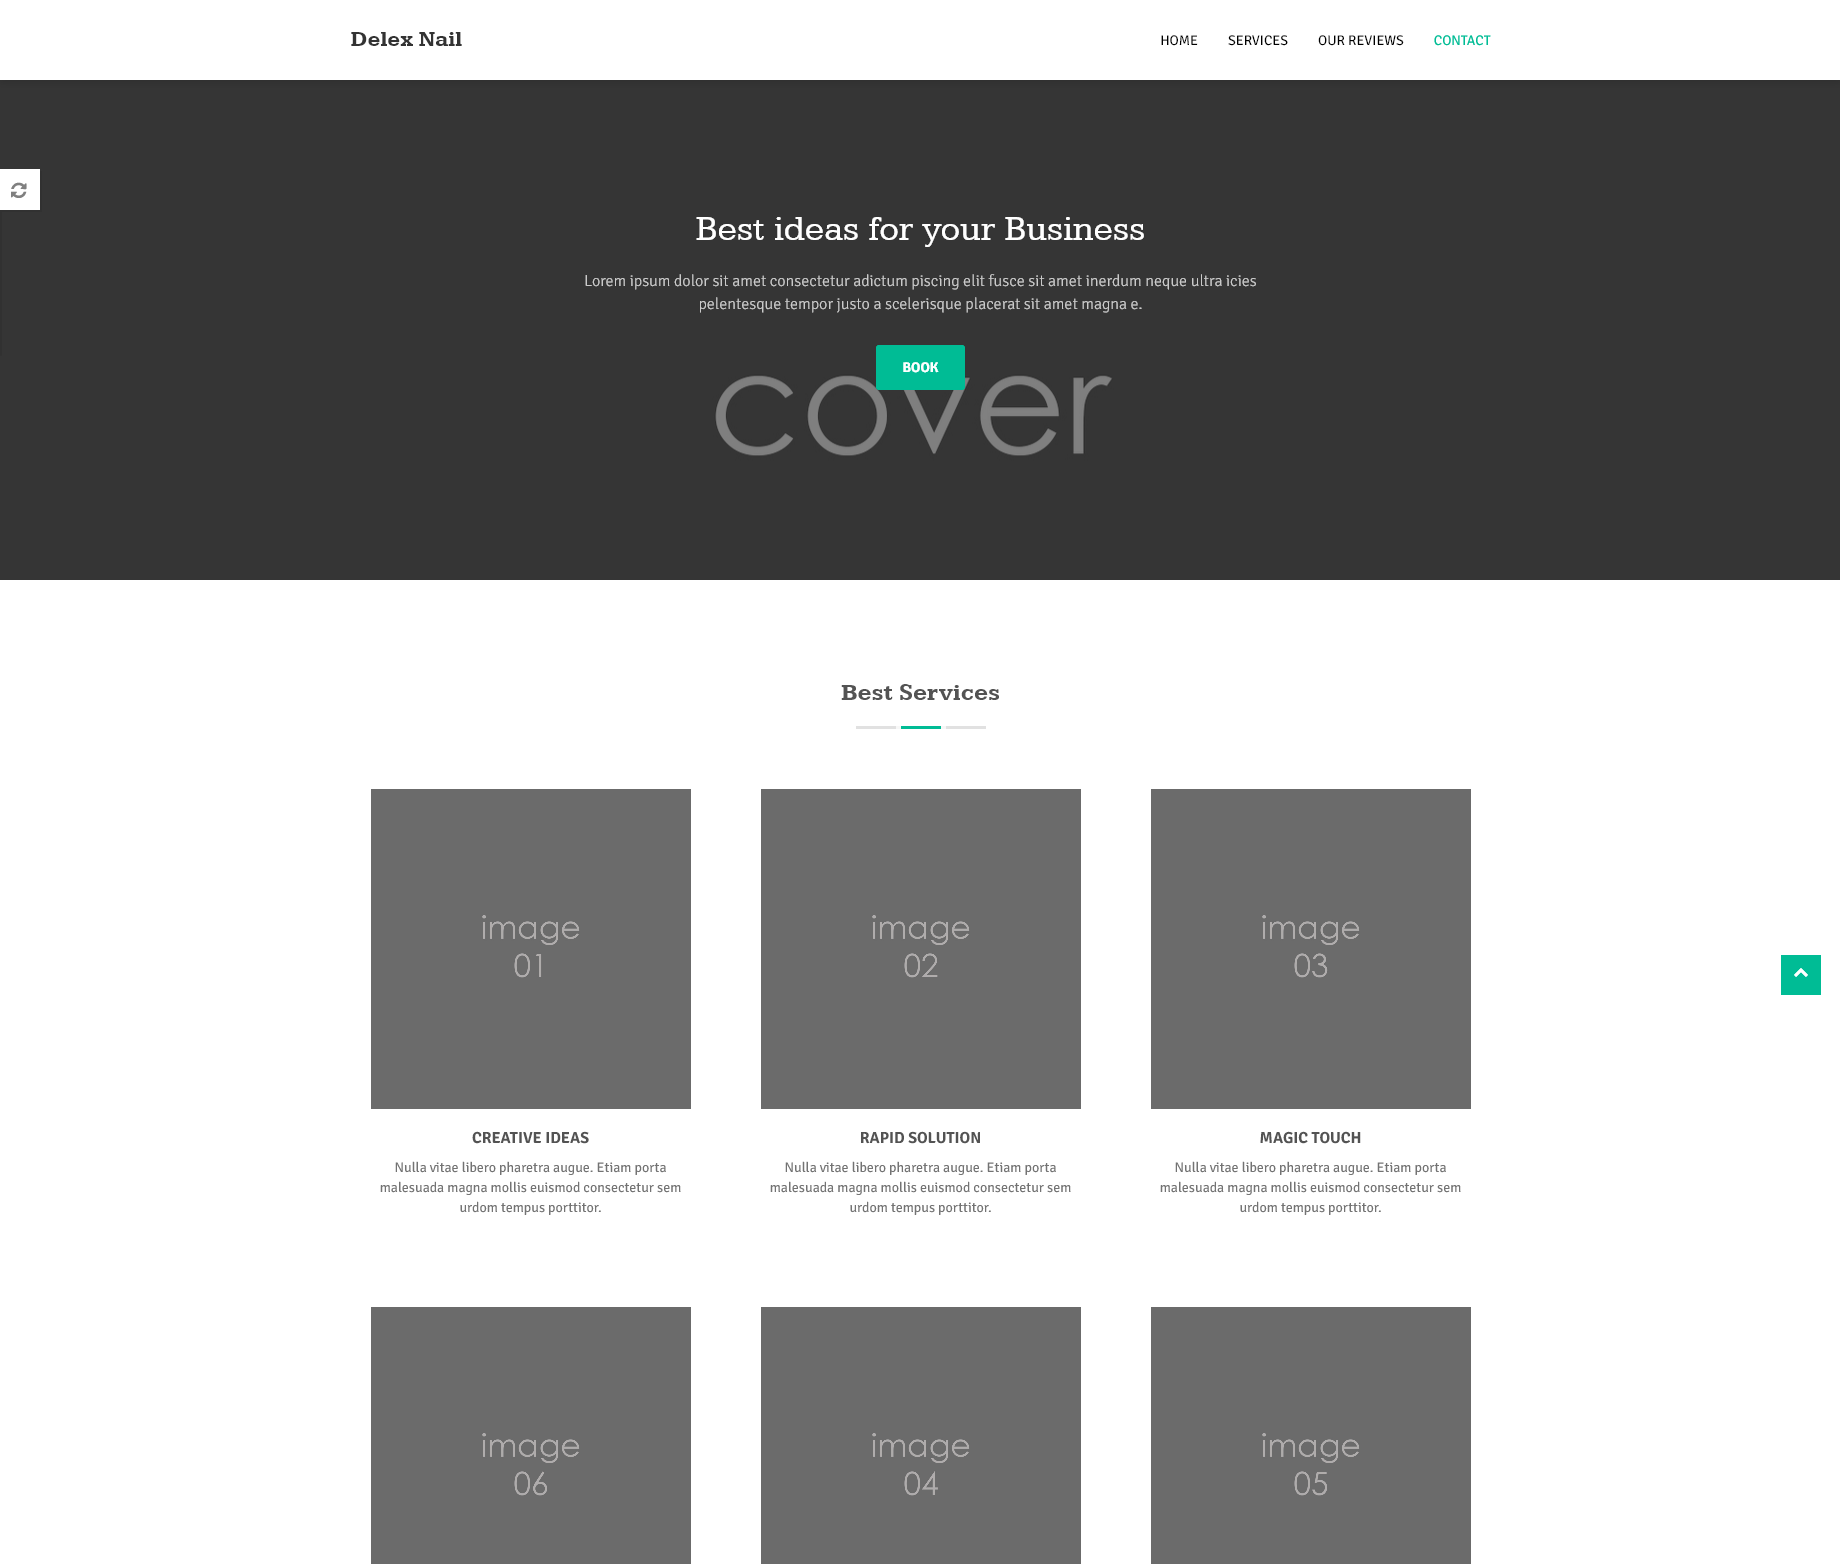 Delex Nail
HOME SERVICES OUR REVIEWS CONTACT
Best ideas for your Business
Lorem ipsum dolor sit amet consectetur adictum piscing elit fusce sit amet inerdum neque ultra icies
pelentesque tempor justo a scelerisque placerat sit amet magna e.
BOOK
cover
Best Services
image
01
image
02
image
03
CREATIVE IDEAS
Nulla vitae libero pharetra augue. Etiam porta
malesuada magna mollis euismod consectetur sem
urdom tempus porttitor.
RAPID SOLUTION
Nulla vitae libero pharetra augue. Etiam porta
malesuada magna mollis euismod consectetur sem
urdom tempus porttitor.
MAGIC TOUCH
Nulla vitae libero pharetra augue. Etiam porta
malesuada magna mollis euismod consectetur sem
urdom tempus porttitor.
image
06
image
04
image
05